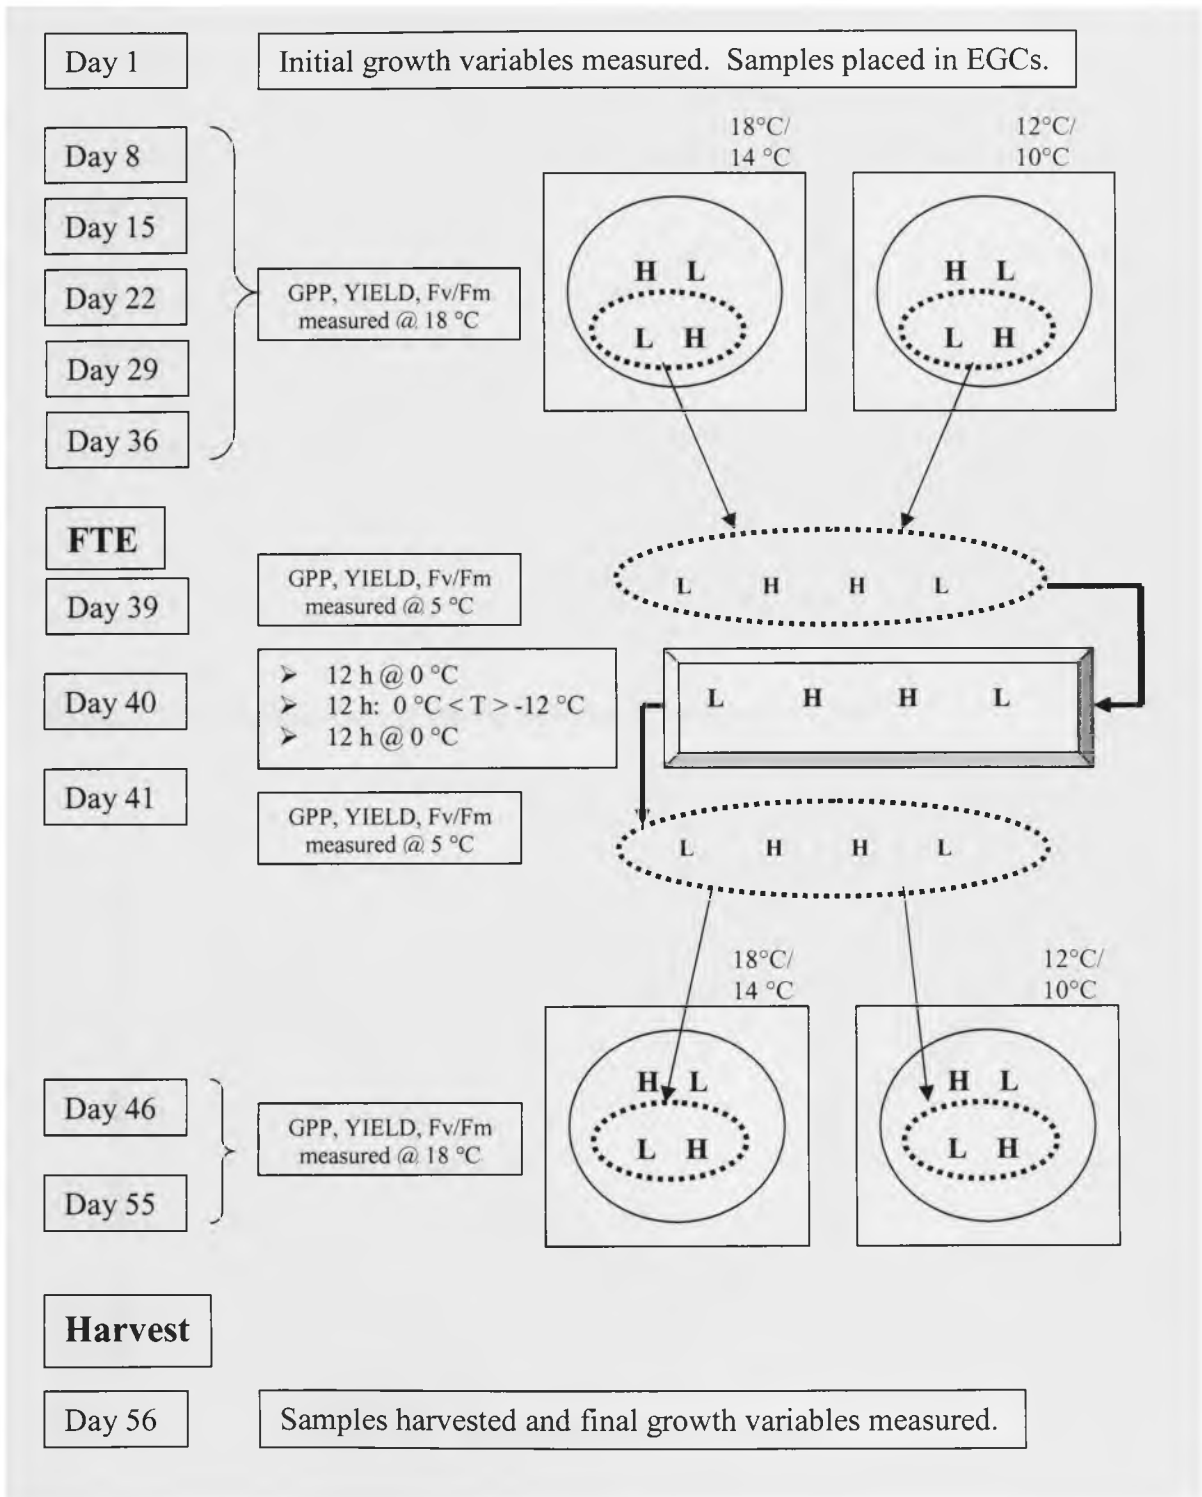 Day 1
Initial growth variables measured. Samples placed in EGCs.
18°C/
14 °C
12°C/
10°C
Day 8
Day 15
Day 22
Day 29
Day 36
GPP, YIELD, Fv/Fm
measured @ 18 °C
H L
L H
H L
L H
FTE
Day 39
GPP, YIELD, Fv/Fm
measured @ 5 °C
L H H L
Day 40
➢ 12 h @ 0 °C
➢ 12 h: 0 °C < T > -12 °C
➢ 12 h @ 0 °C
L H H L
Day 41
GPP, YIELD, Fv/Fm
measured @ 5 °C
L H H L
18°C/
14 °C
12°C/
10°C
Day 46
Day 55
GPP, YIELD, Fv/Fm
measured @ 18 °C
H L
L H
H L
L H
Harvest
Day 56
Samples harvested and final growth variables measured.